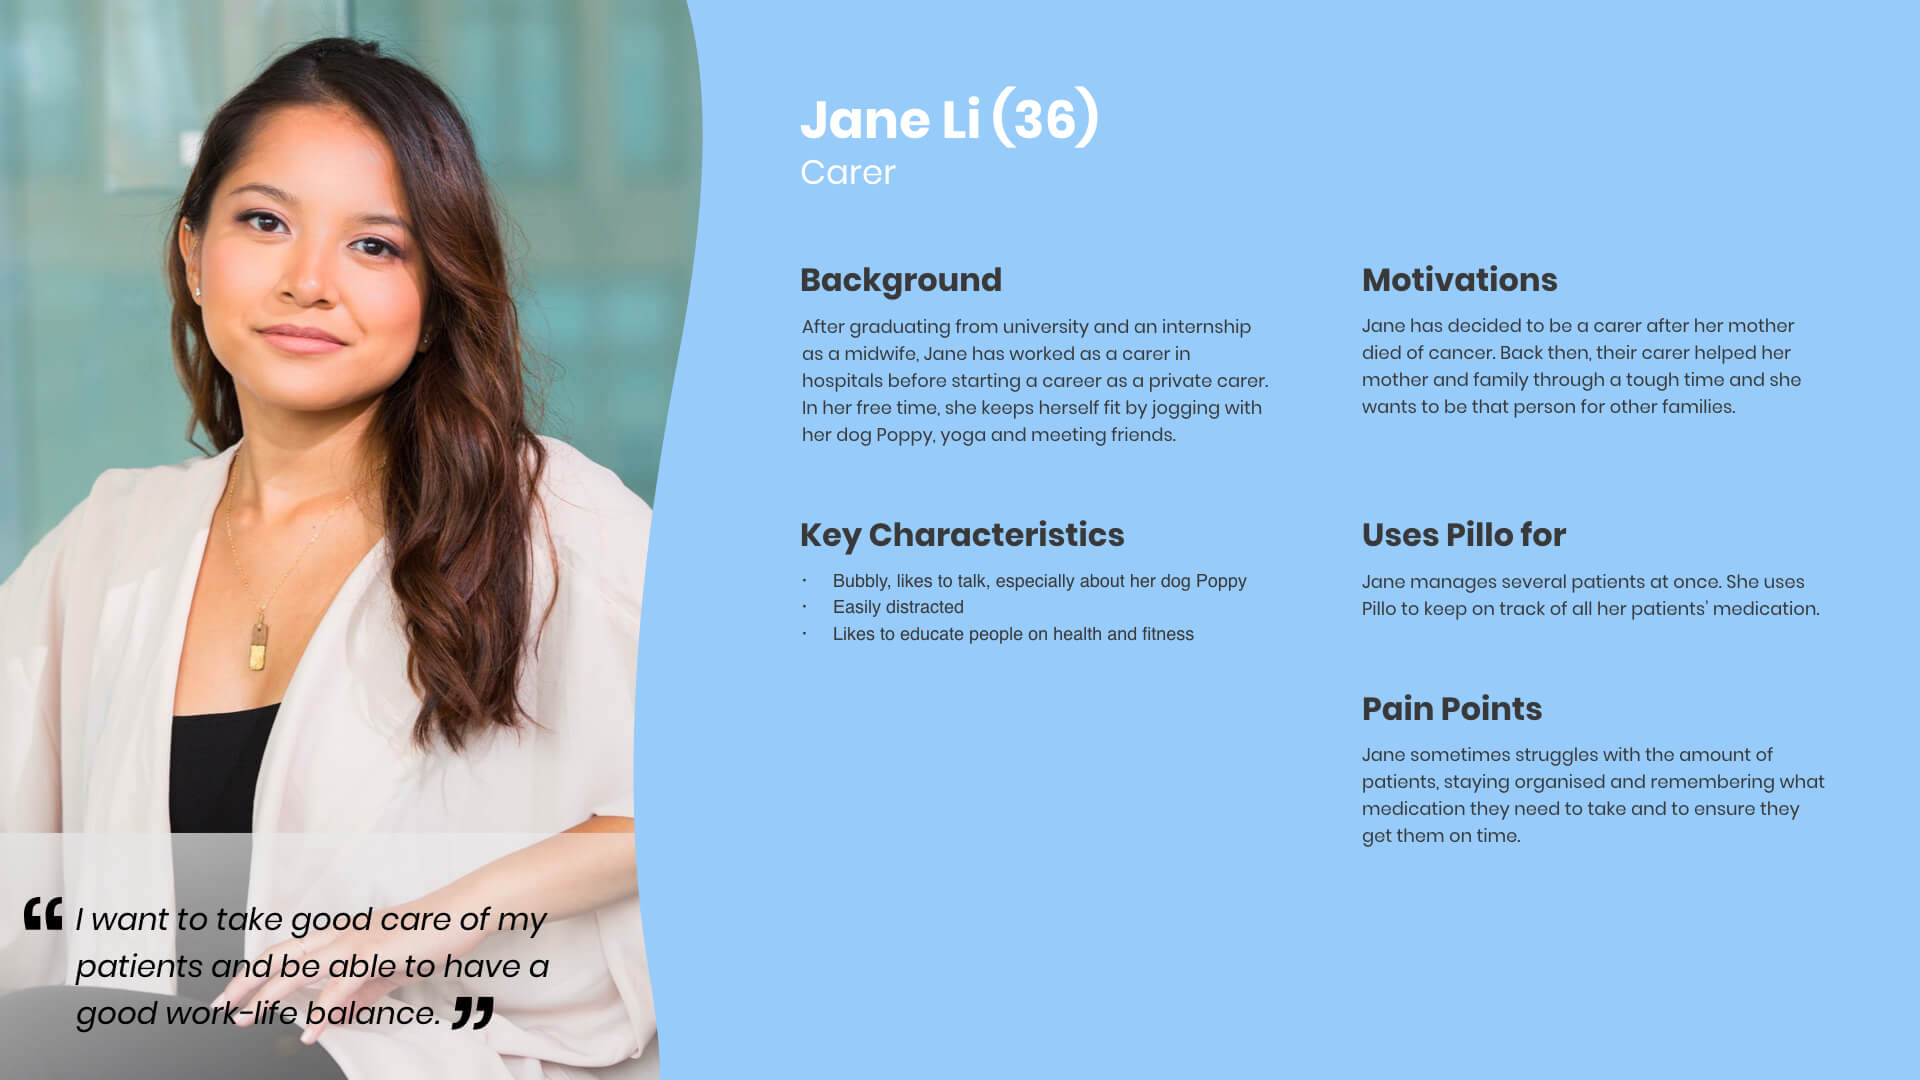 Jane Li (36)
Carer
Background
After graduating from university and an internship
as a midwife, Jane has worked as a carer in
hospitals before starting a career as a private carer.
In her free time, she keeps herself fit by jogging with
her dog Poppy, yoga and meeting friends.
Key Characteristics
· Bubbly, likes to talk, especially about her dog Poppy
· Easily distracted
· Likes to educate people on health and fitness
Motivations
Jane has decided to be a carer after her mother
died of cancer. Back then, their carer helped her
mother and family through a tough time and she
wants to be that person for other families.
Uses Pillo for
Jane manages several patients at once. She uses
Pillo to keep on track of all her patients’ medication.
Pain Points
Jane sometimes struggles with the amount of
patients, staying organised and remembering what
medication they need to take and to ensure they
get them on time.
“ I want to take good care of my
patients and be able to have a
good work-life balance. ”